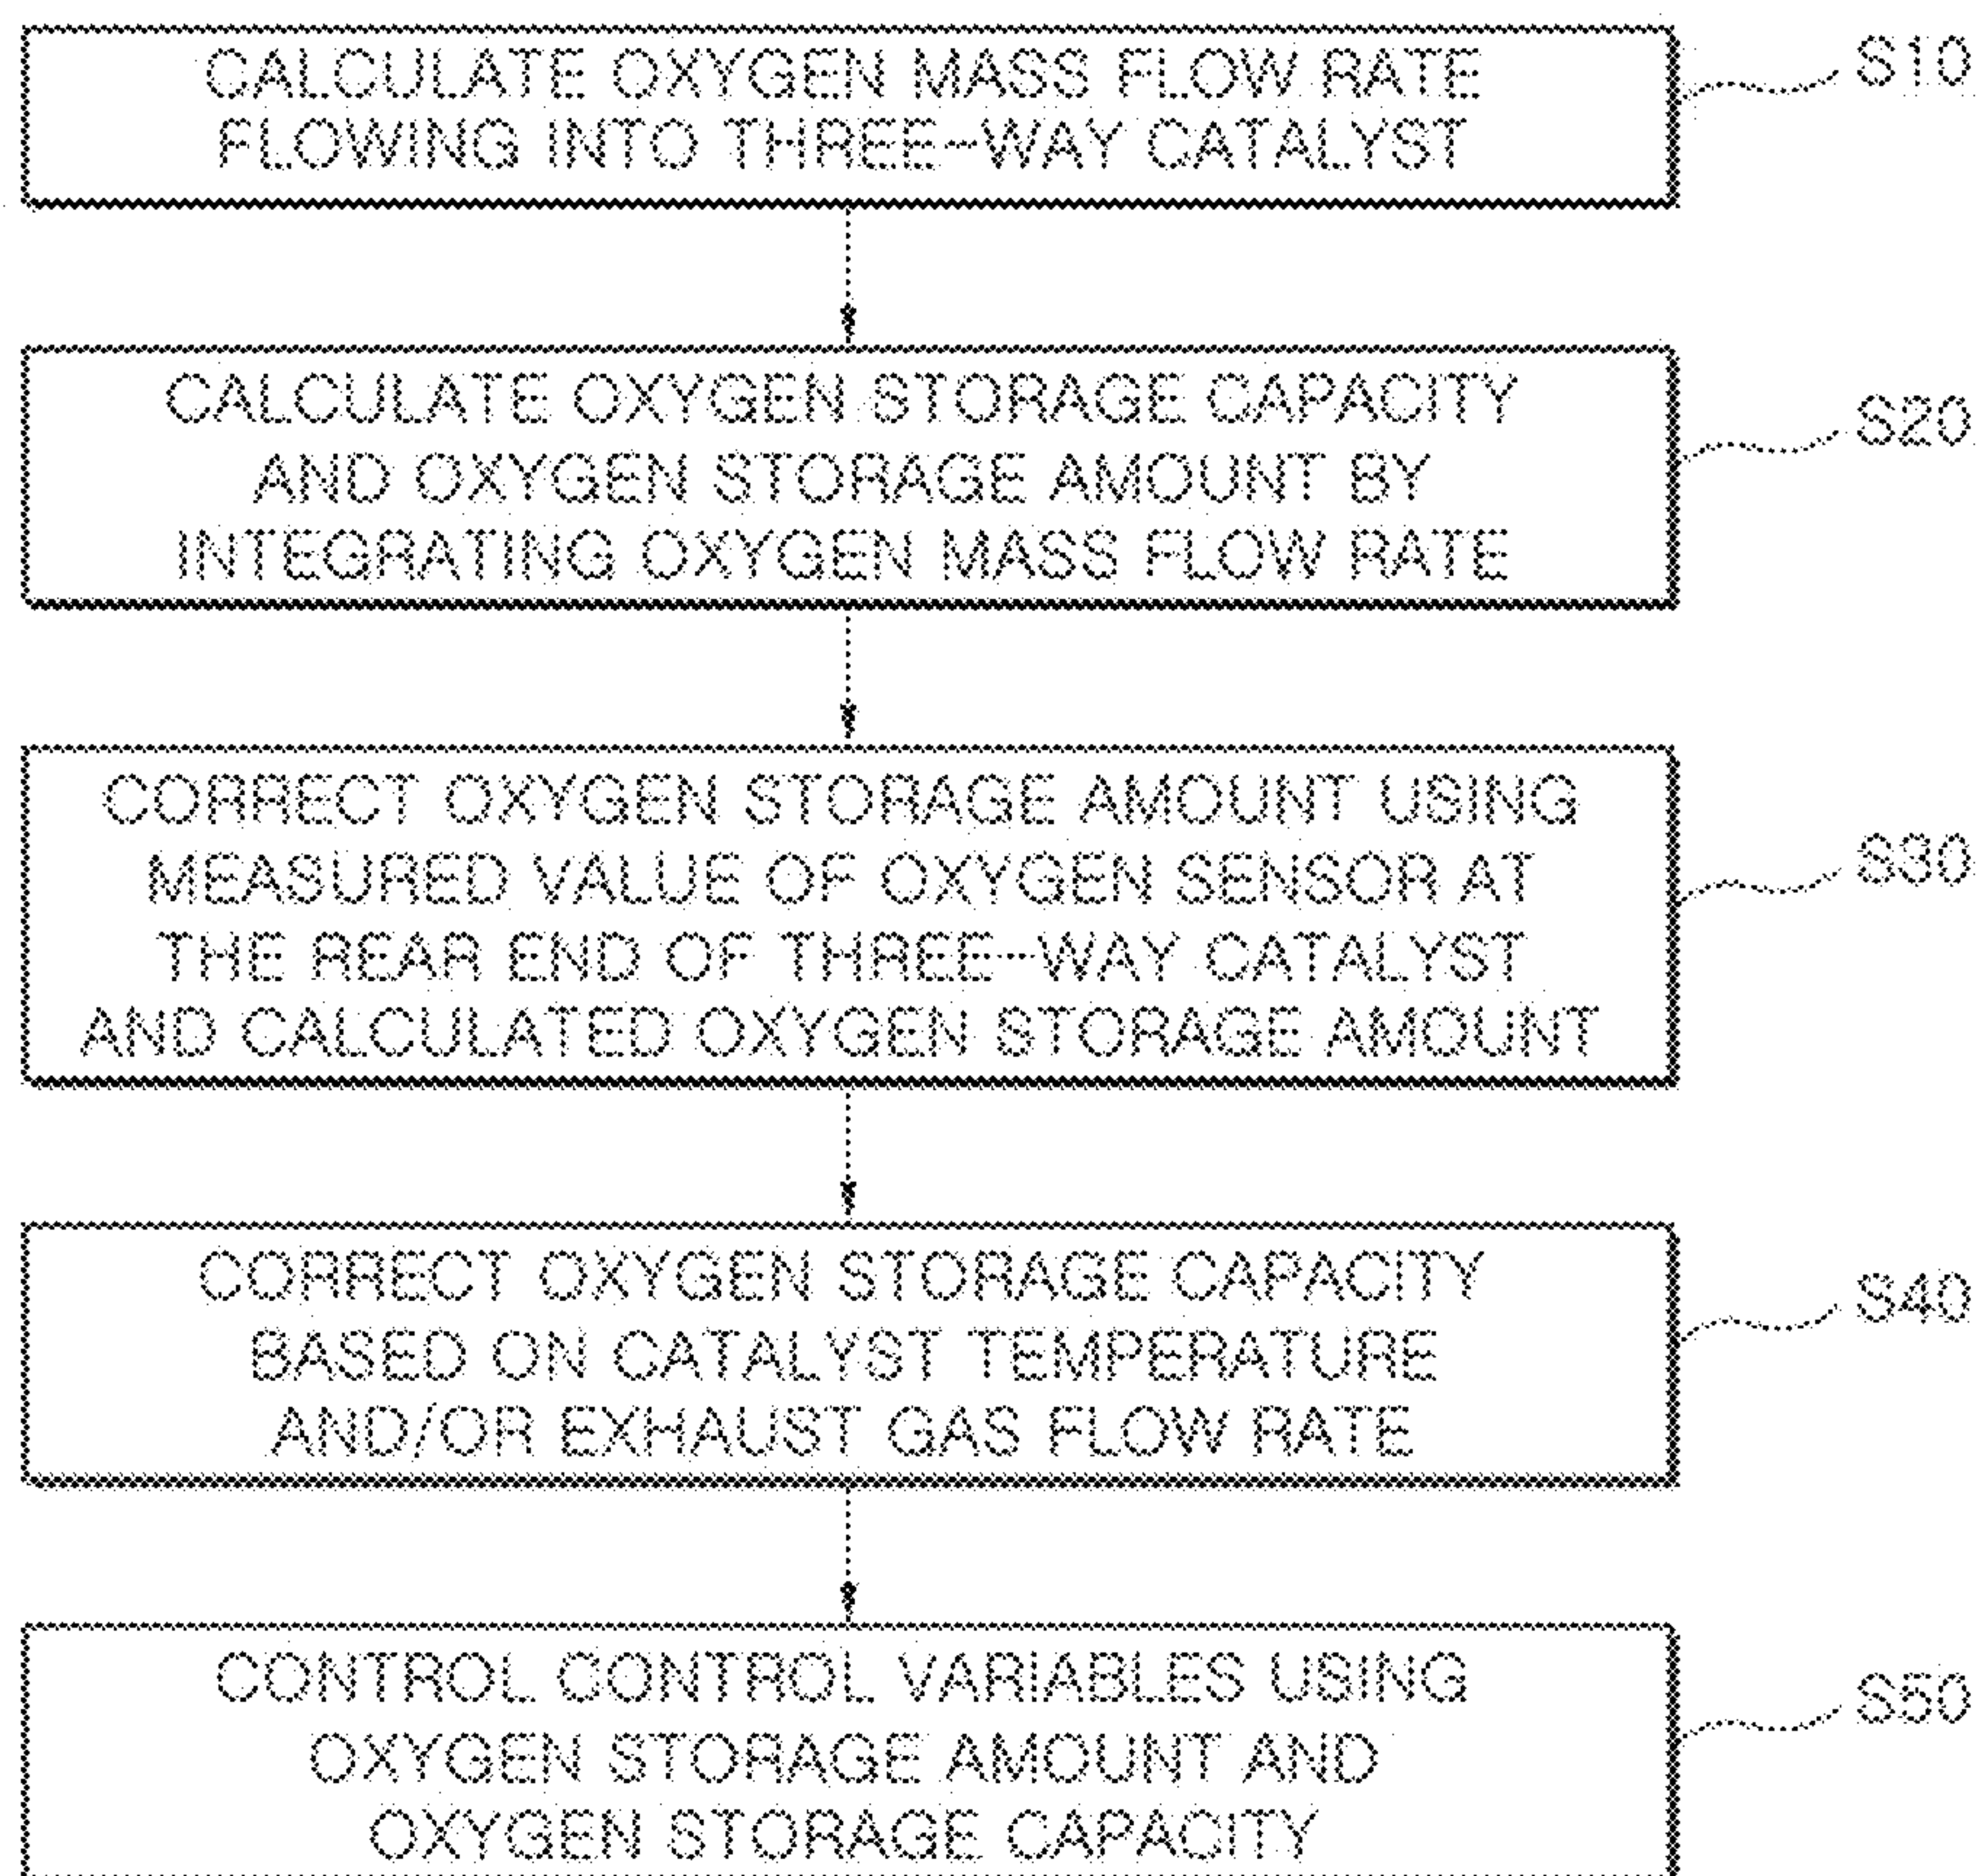 CALCULATE OXYGEN MASS FLOW RATE
FLOWING INTO THREE-WAY CATALYST
S10
CALCULATE OXYGEN STORAGE CAPACITY
AND OXYGEN STORAGE AMOUNT BY
INTEGRATING OXYGEN MASS FLOW RATE
S20
CORRECT OXYGEN STORAGE AMOUNT USING
MEASURED VALUE OF OXYGEN SENSOR AT
THE REAR END OF THREE-WAY CATALYST
AND CALCULATED OXYGEN STORAGE AMOUNT
S30
CORRECT OXYGEN STORAGE CAPACITY
BASED ON CATALYST TEMPERATURE
AND/OR EXHAUST GAS FLOW RATE
S40
CONTROL CONTROL VARIABLES USING
OXYGEN STORAGE AMOUNT AND
OXYGEN STORAGE CAPACITY
S50